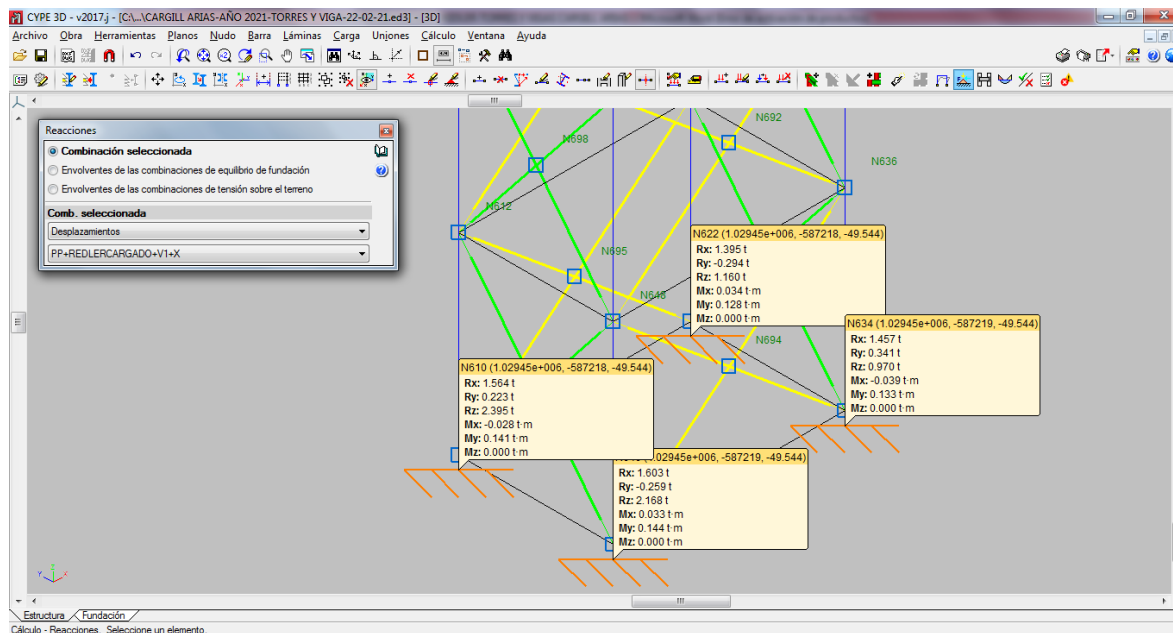 CYPE 3D - v2017.j - [C:\...\CARGILL ARIAS-AÑO 2021-TORRES Y VIGA-22-02-21.ed3] - [3D]
Archivo Obra Herramientas Planos Nudo Barra Láminas Carga Uniones Cálculo Ventana Ayuda
Reacciones
Combinación seleccionada
Envolventes de las combinaciones de equilibrio de fundación
Envolventes de las combinaciones de tensión sobre el terreno
Comb. seleccionada
Desplazamientos
PP+REDLERCARGADO+V1+X
N692
N698
N636
N612
N695
N648
N694
N622 (1.02945e+006, -587218, -49.544)
Rx: 1.395 t
Ry: -0.294 t
Rz: 1.160 t
Mx: 0.034 t·m
My: 0.128 t·m
Mz: 0.000 t·m
N634 (1.02945e+006, -587219, -49.544)
Rx: 1.457 t
Ry: 0.341 t
Rz: 0.970 t
Mx: -0.039 t·m
My: 0.133 t·m
Mz: 0.000 t·m
N610 (1.02945e+006, -587218, -49.544)
Rx: 1.564 t
Ry: 0.223 t
Rz: 2.395 t
Mx: -0.028 t·m
My: 0.141 t·m
Mz: 0.000 t·m
(1.02945e+006, -587219, -49.544)
Rx: 1.603 t
Ry: -0.259 t
Rz: 2.168 t
Mx: 0.033 t·m
My: 0.144 t·m
Mz: 0.000 t·m
Estructura Fundación
Cálculo - Reacciones. Seleccione un elemento.